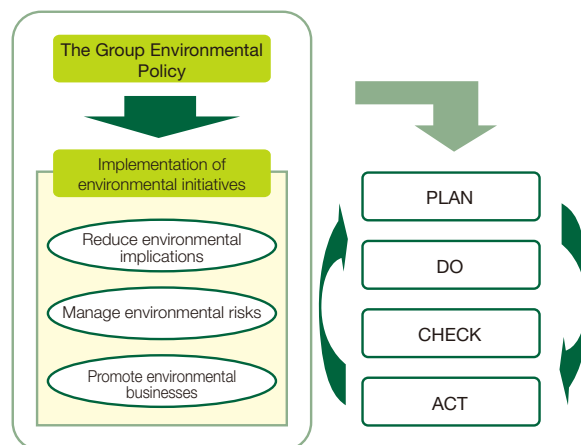 The Group Environmental
Policy
Implementation of
environmental initiatives
Reduce environmental
implications
Manage environmental risks
Promote environmental
businesses
PLAN
DO
CHECK
ACT